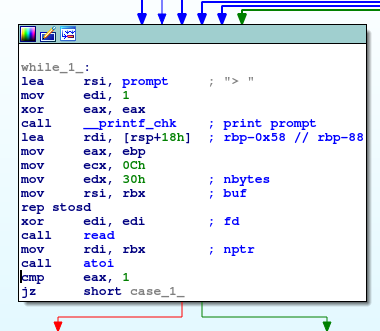 while_1_:
lea rsi, prompt ; "> "
mov edi, 1
xor eax, eax
call __printf_chk ; print prompt
lea rdi, [rsp+18h] ; rbp-0x58 // rbp-88
mov eax, ebp
mov ecx, 0Ch
mov edx, 30h ; nbytes
mov rsi, rbx ; buf
rep stosd
xor edi, edi ; fd
call read
mov rdi, rbx ; nptr
call atoi
cmp eax, 1
jz short case_1_